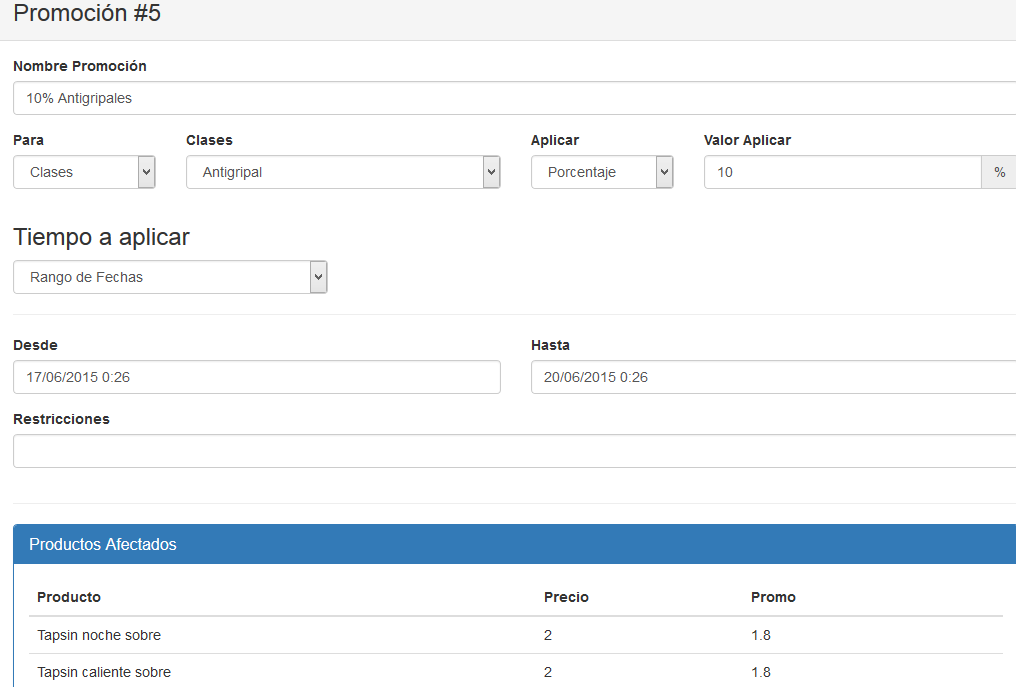 Promoción #5
Nombre Promoción
10% Antigripales
Para Clases Aplicar Valor Aplicar
Clases Antigripal Porcentaje 10 %
Tiempo a aplicar
Rango de Fechas
Desde Hasta
17/06/2015 0:26 20/06/2015 0:26
Restricciones
Productos Afectados
Producto Precio Promo
Tapsin noche sobre 2 1.8
Tapsin caliente sobre 2 1.8